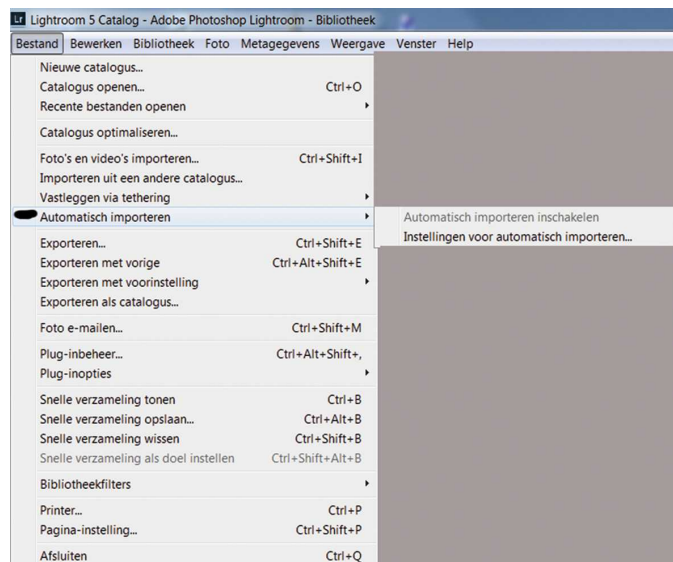 Lightroom 5 Catalog - Adobe Photoshop Lightroom - Bibliotheek
Bestand Bewerken Bibliotheek Foto Metagegevens Weergave Venster Help
Nieuwe catalogus...
Catalogus openen... Ctrl+O
Recente bestanden openen
Catalogus optimaliseren...
Foto's en video's importeren... Ctrl+Shift+I
Importeren uit een andere catalogus...
Vastleggen via tethering
Automatisch importeren Automatisch importeren inschakelen
Instellingen voor automatisch importeren...
Exporteren... Ctrl+Shift+E
Exporteren met vorige Ctrl+Alt+Shift+E
Exporteren met voorinstelling
Exporteren als catalogus...
Foto e-mailen... Ctrl+Shift+M
Plug-inbeheer... Ctrl+Alt+Shift+,
Plug-inopties
Snelle verzameling tonen Ctrl+B
Snelle verzameling opslaan... Ctrl+Alt+B
Snelle verzameling wissen Ctrl+Shift+B
Snelle verzameling als doel instellen Ctrl+Shift+Alt+B
Bibliotheekfilters
Printer... Ctrl+P
Pagina-instelling... Ctrl+Shift+P
Afsluiten Ctrl+Q